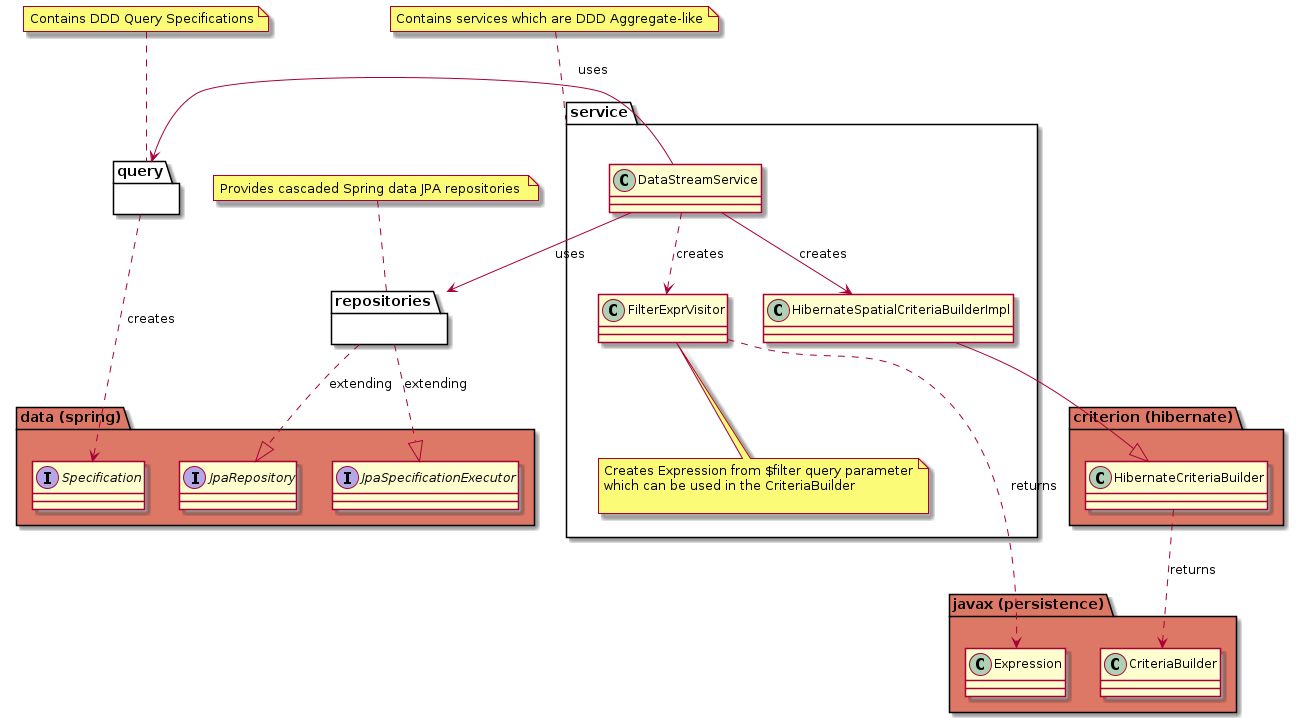 Contains DDD Query Specifications
Contains services which are DDD Aggregate-like
uses
service
query
DataStreamService
Provides cascaded Spring data JPA repositories
uses
creates
creates
repositories
FilterExprVisitor
HibernateSpatialCriteriaBuilderImpl
creates
extending
extending
data (spring)
criterion (hibernate)
Specification
JpaRepository
JpaSpecificationExecutor
Creates Expression from $filter query parameter
which can be used in the CriteriaBuilder
HibernateCriteriaBuilder
returns
returns
javax (persistence)
Expression
CriteriaBuilder